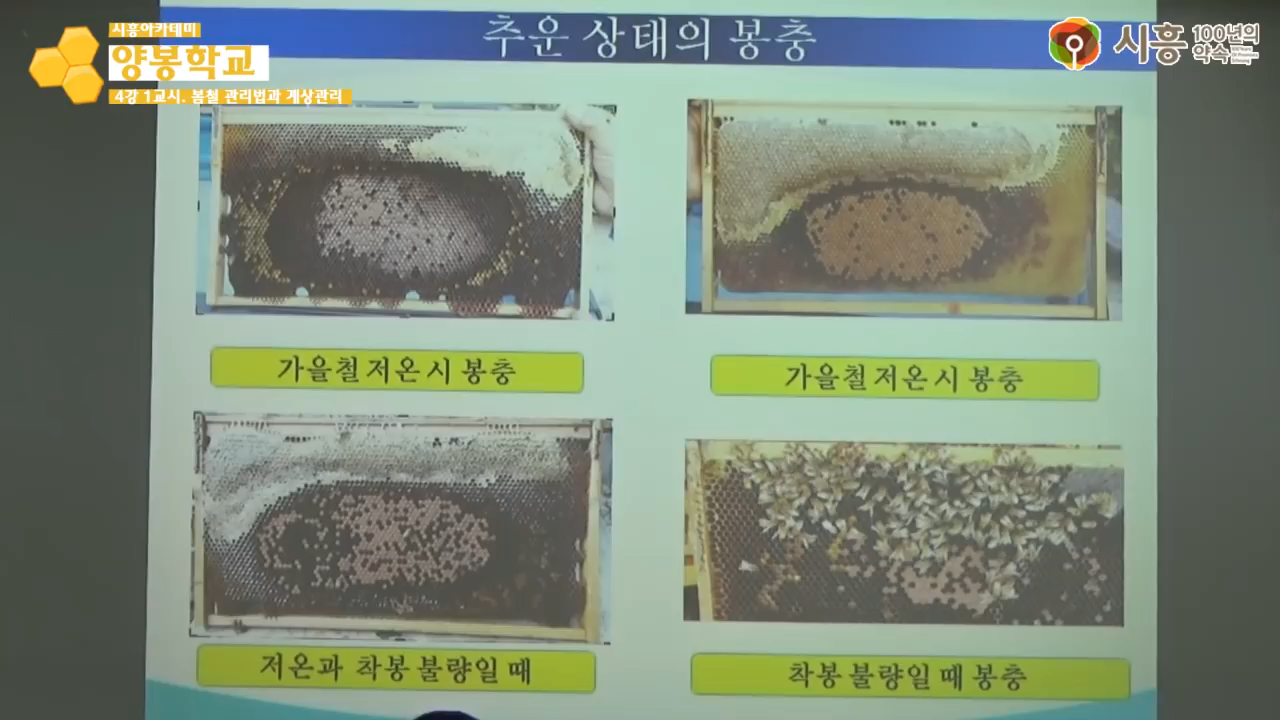 시흥아카데미
양봉학교
4강 1교시. 봄철 관리법과 계상관리
시흥 100년의 약속
추운 상태의 봉충
가을철 저온시 봉충
가을철 저온시 봉충
저온과 착봉 불량일 때
착봉 불량일 때 봉충